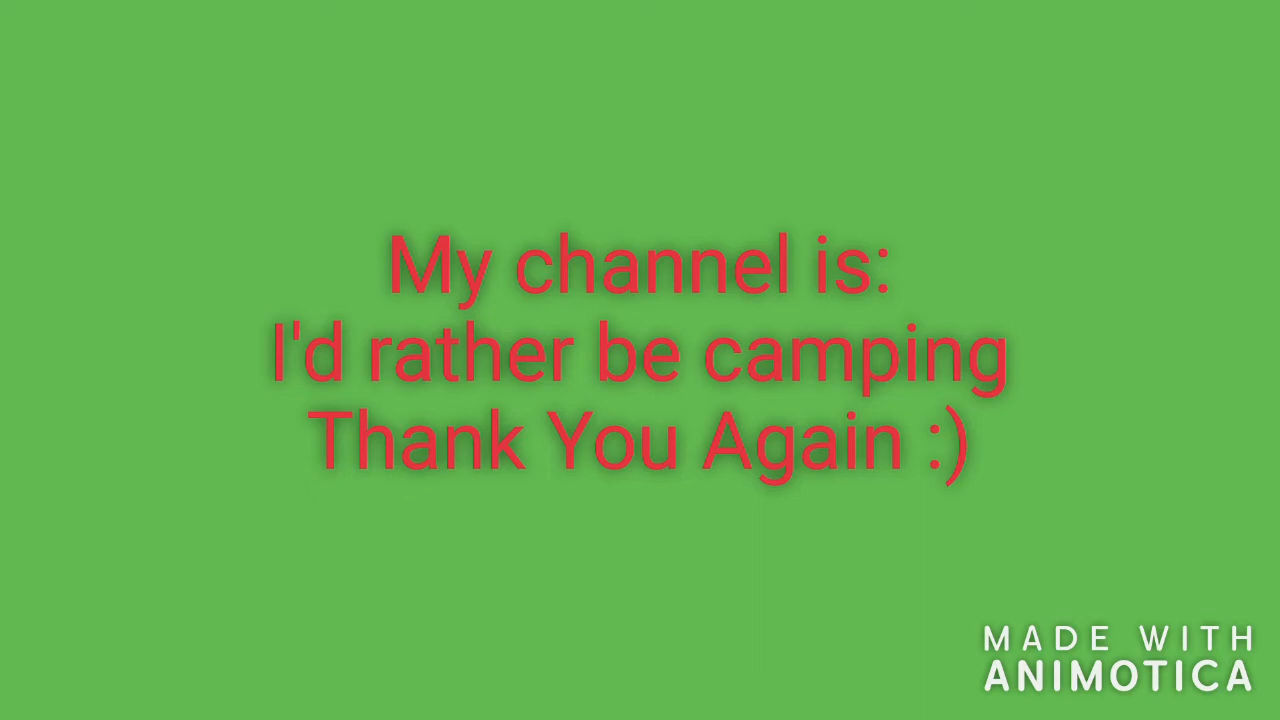 My channel is:
I'd rather be camping
Thank You Again :)
MADE WITH
ANIMOTICA